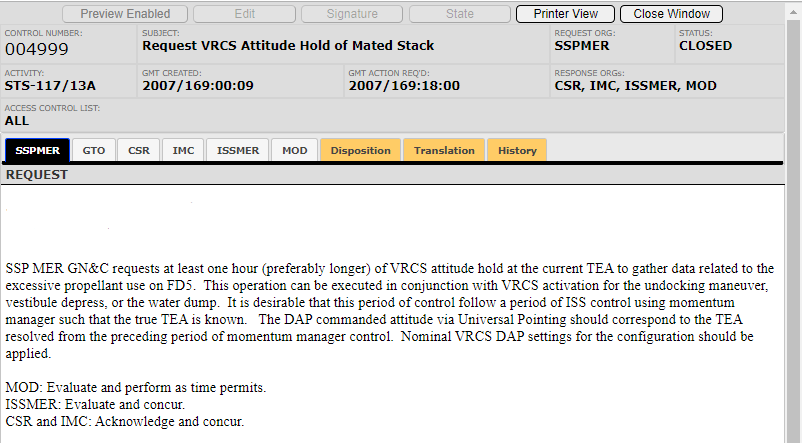 Preview Enabled Edit Signature State Printer View Close Window
CONTROL NUMBER: SUBJECT: REQUEST ORG: STATUS:
004999 Request VRCS Attitude Hold of Mated Stack SSPMER CLOSED
ACTIVITY: GMT CREATED: GMT ACTION REQ'D: RESPONSE ORGs:
STS-117/13A 2007/169:00:09 2007/169:18:00 CSR, IMC, ISSMER, MOD
ACCESS CONTROL LIST:
ALL
SSPMER GTO CSR IMC ISSMER MOD Disposition Translation History
REQUEST
SSP MER GN&C requests at least one hour (preferably longer) of VRCS attitude hold at the current TEA to gather data related to the
excessive propellant use on FD5. This operation can be executed in conjunction with VRCS activation for the undocking maneuver,
vestibule depress, or the water dump. It is desirable that this period of control follow a period of ISS control using momentum
manager such that the true TEA is known. The DAP commanded attitude via Universal Pointing should correspond to the TEA
resolved from the preceding period of momentum manager control. Nominal VRCS DAP settings for the configuration should be
applied.
MOD: Evaluate and perform as time permits.
ISSMER: Evaluate and concur.
CSR and IMC: Acknowledge and concur.